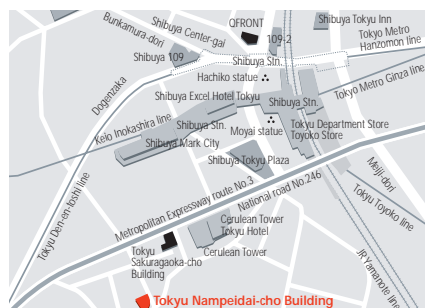 QFRONT
Shibuya Tokyu Inn
Shibuya Center-gai
Bunkamura-dori
109-2
Tokyo Metro
Hanzomon line
Shibuya 109
Shibuya Stn.
Hachiko statue
Dogenzaka
Tokyo Metro Ginza line
Shibuya Excel Hotel Tokyu
Shibuya Stn.
Keio Inokashira line
Shibuya Stn.
Moyai statue
Tokyu Department Store
Toyoko Store
Shibuya Mark City
Shibuya Tokyu Plaza
Meiji-dori
Metropolitan Expressway route No.3
National road No.246
Tokyu Toyoko line
Tokyu Den-en-toshi line
Cerulean Tower
Tokyu Hotel
Tokyu
Sakuragaoka-cho
Building
Cerulean Tower
JR Yamanote line
Tokyu Nampeidai-cho Building